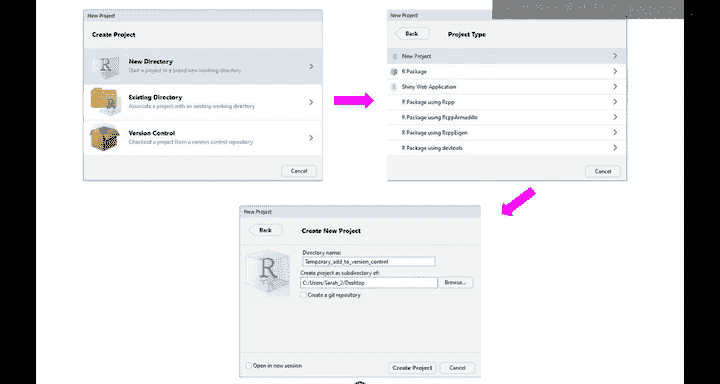 New Project
Create Project
New Directory
Start a project in a brand new working directory
Existing Directory
Associate a project with an existing working directory
Version Control
Checkout a project from a version control repository
Cancel
New Project
Back
Project Type
New Project
R Package
Shiny Web Application
R Package using Rcpp
R Package using RcppArmadillo
R Package using RcppEigen
R Package using devtools
Cancel
New Project
Back
Create New Project
Directory name:
Temporary_add_to_version_control
Create project as subdirectory of:
C:/Users/Sarah_2/Desktop
Browse...
Create a git repository
Open in new session
Create Project
Cancel